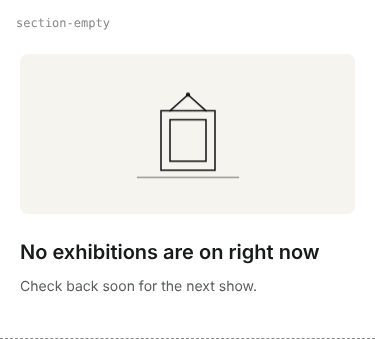 section-empty
No exhibitions are on right now
Check back soon for the next show.